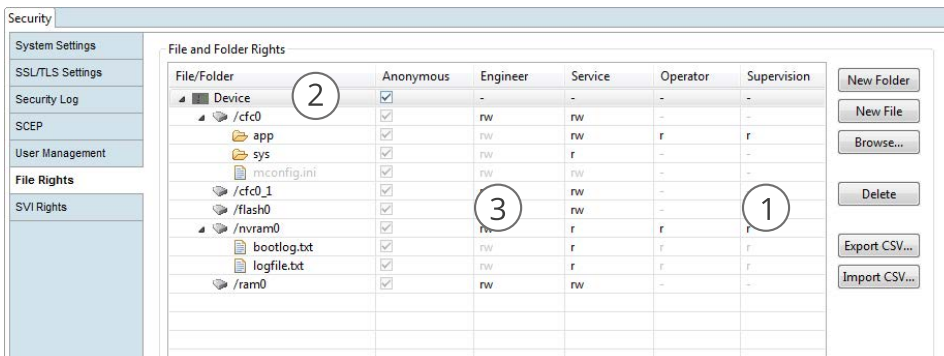 Security
System Settings
SSL/TLS Settings
Security Log
SCEP
User Management
File Rights
SVI Rights
File and Folder Rights
File/Folder Anonymous Engineer Service Operator Supervision
Device - - - -
/cfc0 rw rw - -
app rw rw r r
sys rw r - -
mconfig.ini rw rw - -
/cfc0_1 rw -
/flash0 rw -
/nvram0 rw r r r
bootlog.txt rw r r r
logfile.txt rw r r r
/ram0 rw rw - -
2
3
1
New Folder
New File
Browse...
Delete
Export CSV...
Import CSV...